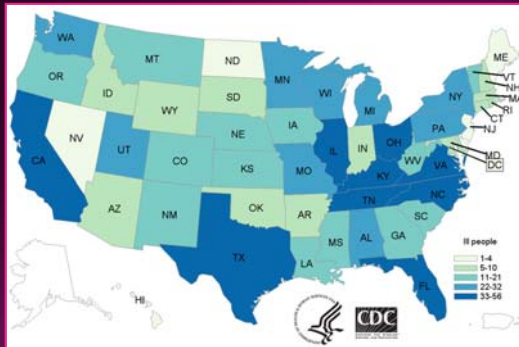 WA
MT
ND
ME
OR
ID
SD
MN
WI
MI
NY
VT
NH
MA
RI
CT
NJ
WY
NE
IA
PA
NV
UT
CO
KS
MO
IL
IN
OH
WV
VA
MD
DC
CA
KY
NC
AZ
NM
OK
AR
TN
SC
TX
LA
MS
AL
GA
FL
HI
Ill people
1-4
5-10
11-21
22-32
33-56
CDC